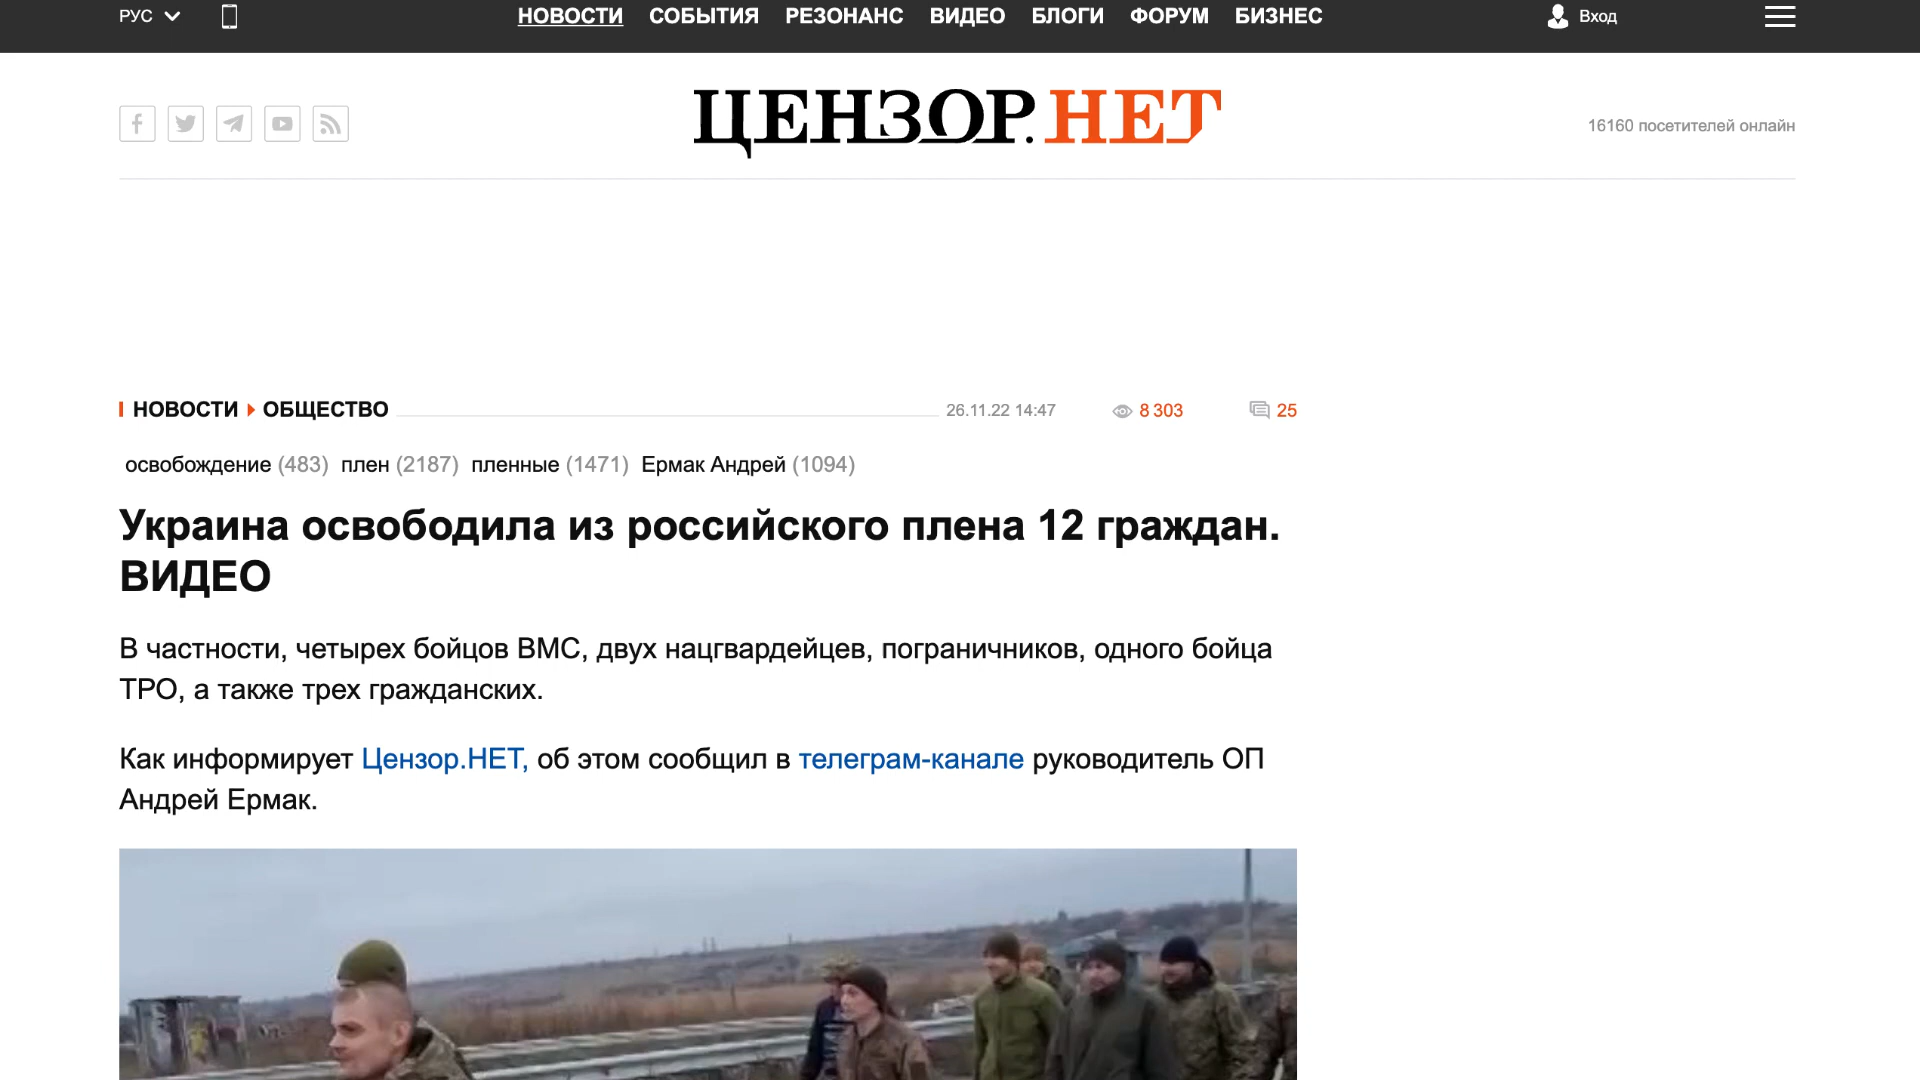 РУС
НОВОСТИ СОБЫТИЯ РЕЗОНАНС ВИДЕО БЛОГИ ФОРУМ БИЗНЕС
Вход
ЦЕНЗОР.НЕТ
16160 посетителей онлайн
НОВОСТИ ОБЩЕСТВО
26.11.22 14:47
8 303
25
освобождение (483) плен (2187) пленные (1471) Ермак Андрей (1094)
Украина освободила из российского плена 12 граждан.
ВИДЕО
В частности, четырех бойцов ВМС, двух нацгвардейцев, пограничников, одного бойца
ТРО, а также трех гражданских.
Как информирует Цензор.НЕТ, об этом сообщил в телеграм-канале руководитель ОП
Андрей Ермак.